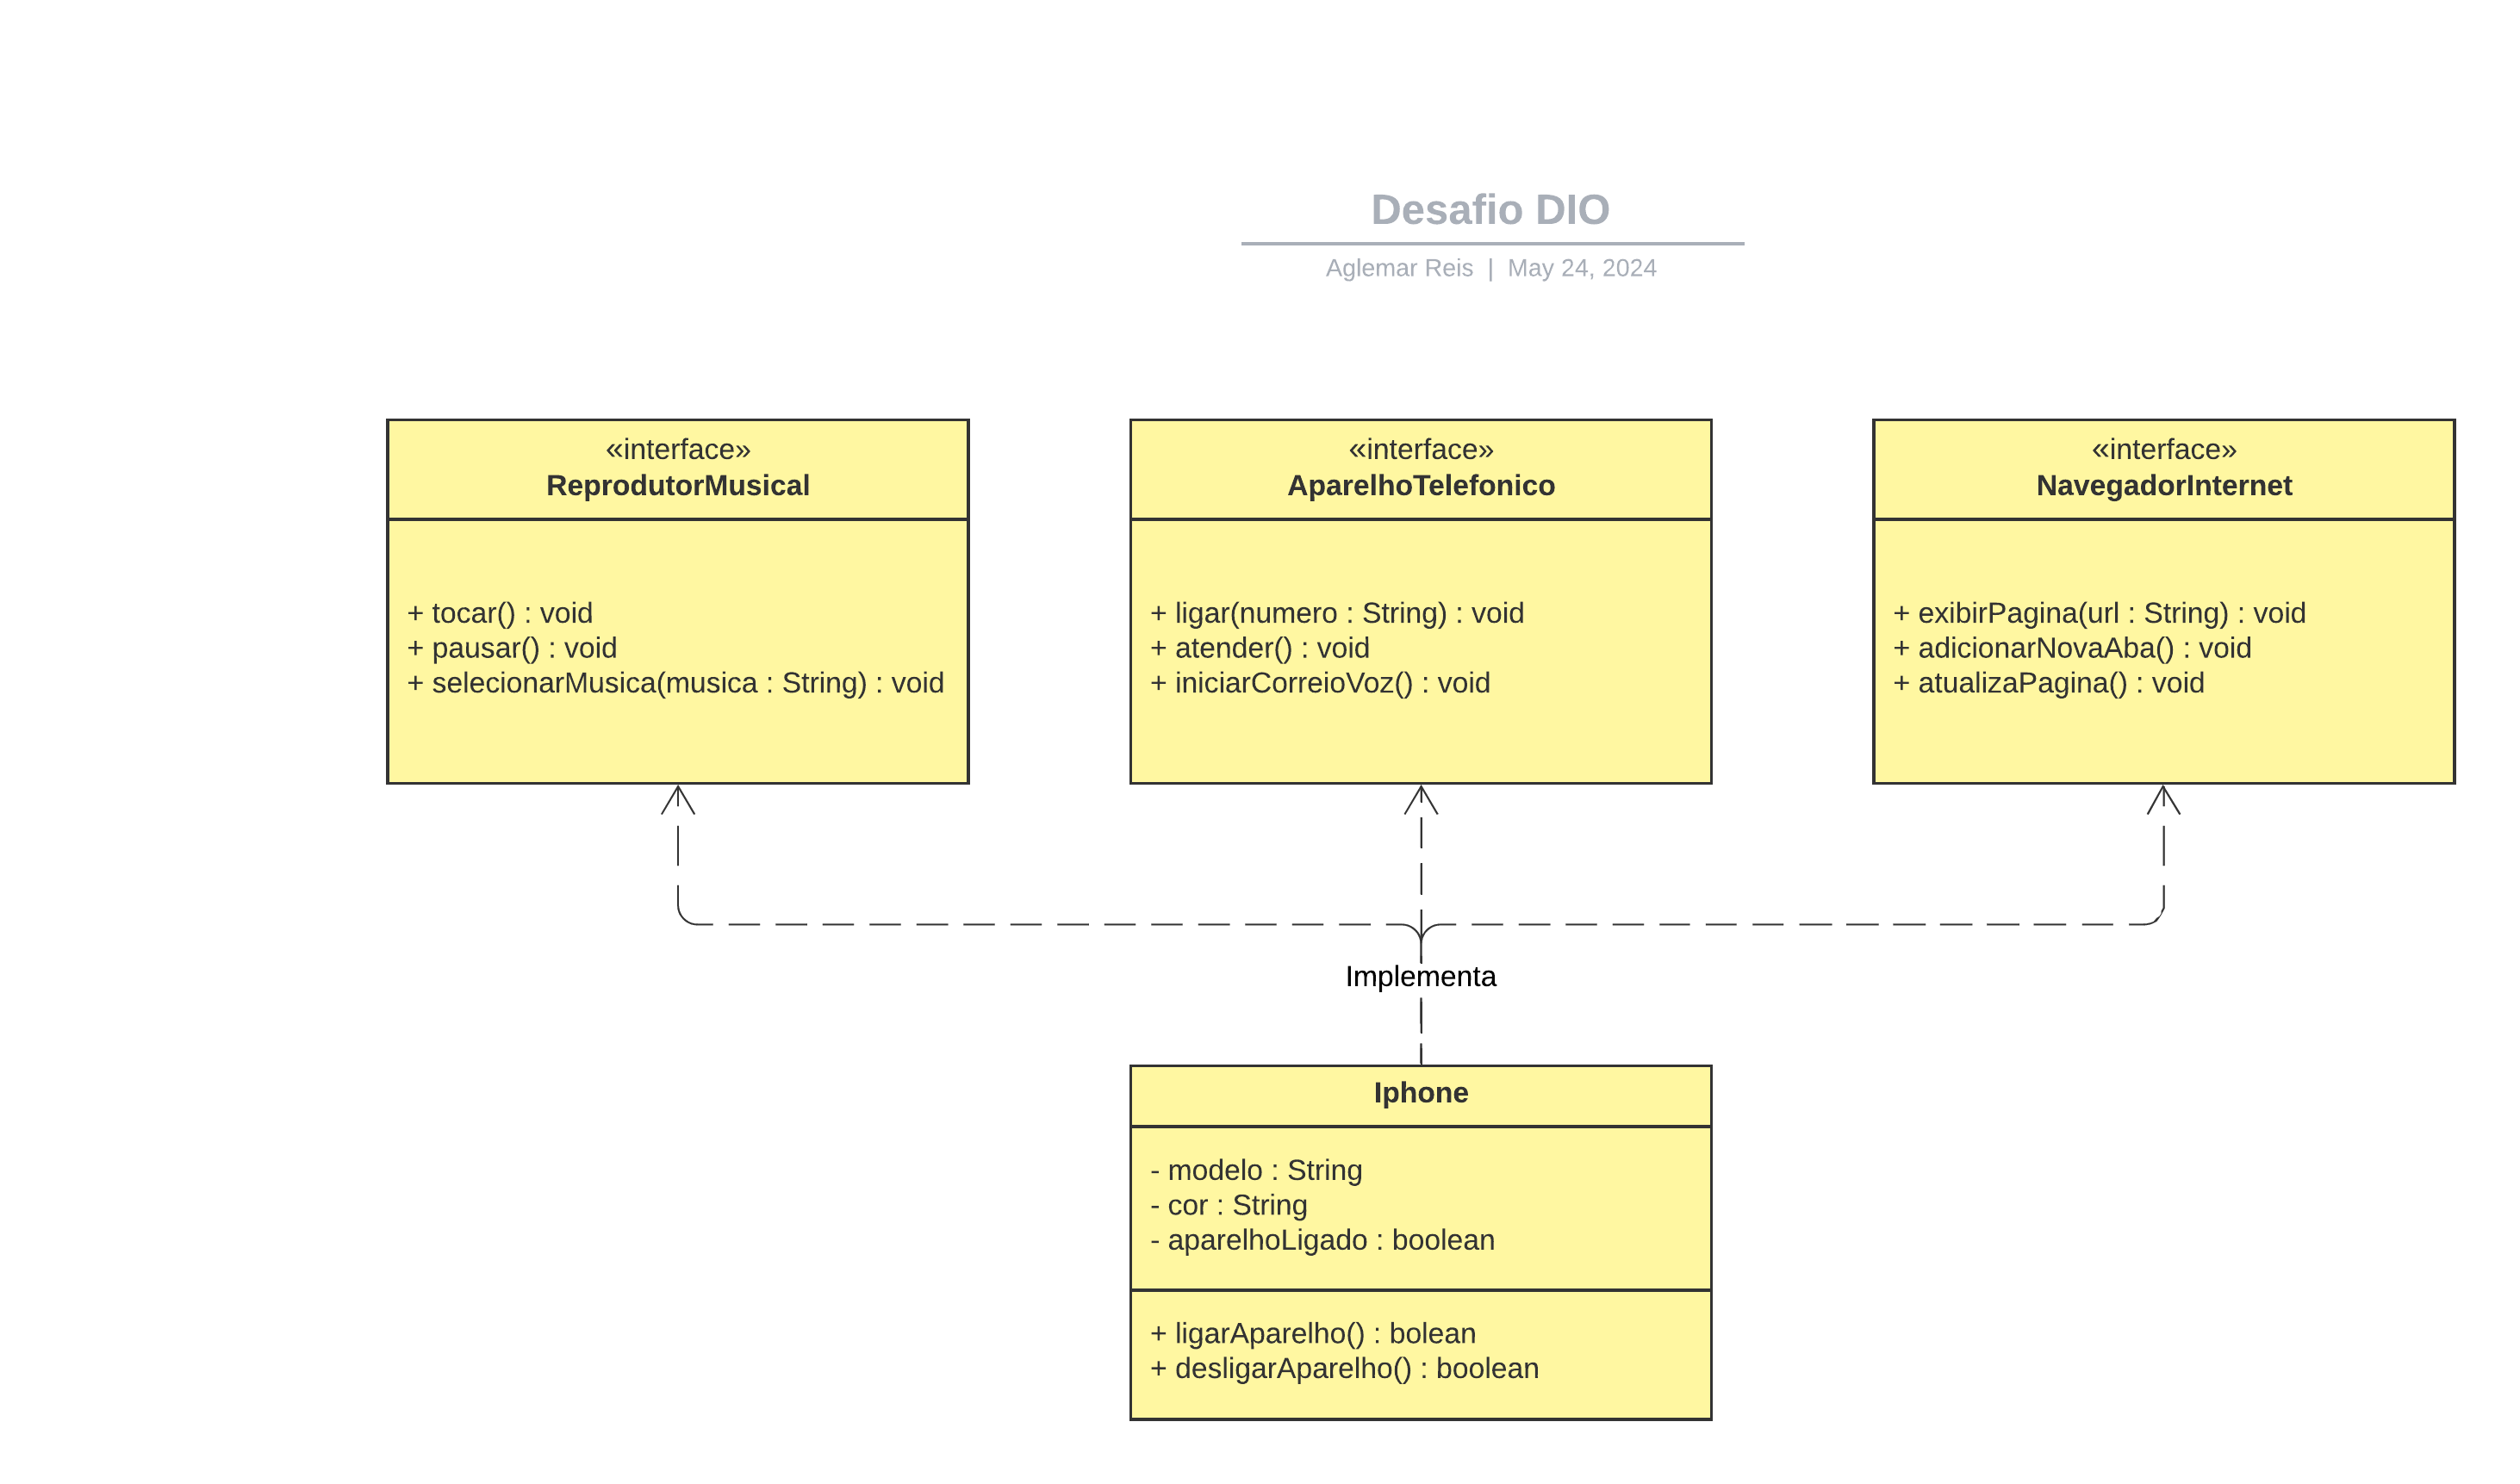 Desafio DIO
Aglemar Reis | May 24, 2024
«interface»
ReprodutorMusical
+ tocar() : void
+ pausar() : void
+ selecionarMusica(musica : String) : void
«interface»
AparelhoTelefonico
+ ligar(numero : String) : void
+ atender() : void
+ iniciarCorreioVoz() : void
«interface»
NavegadorInternet
+ exibirPagina(url : String) : void
+ adicionarNovaAba() : void
+ atualizaPagina() : void
Implementa
Iphone
- modelo : String
- cor : String
- aparelhoLigado : boolean
+ ligarAparelho() : bolean
+ desligarAparelho() : boolean